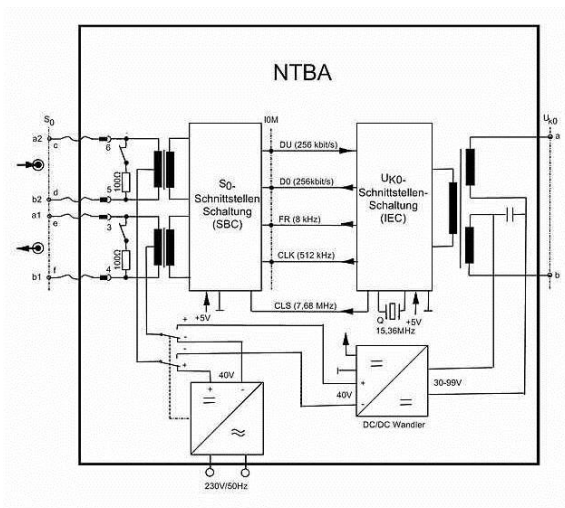 NTBA
S0
I0M
Uk0
a2
c
6
a
DU (256 kbit/s)
100Ω
5
S0-
Schnittstellen
Schaltung
(SBC)
UK0-
Schnittstellen-
Schaltung
(IEC)
D0 (256kbit/s)
d
b2
a1
e
3
FR (8 kHz)
100Ω
CLK (512 kHz)
b1
f
4
b
CLS (7,68 MHz)
+5V
Q
15,36MHz
+5V
+
-
-
+
40V
+
-
=
≈
=
+
40V
-
=
30-99V
DC/DC Wandler
230V/50Hz